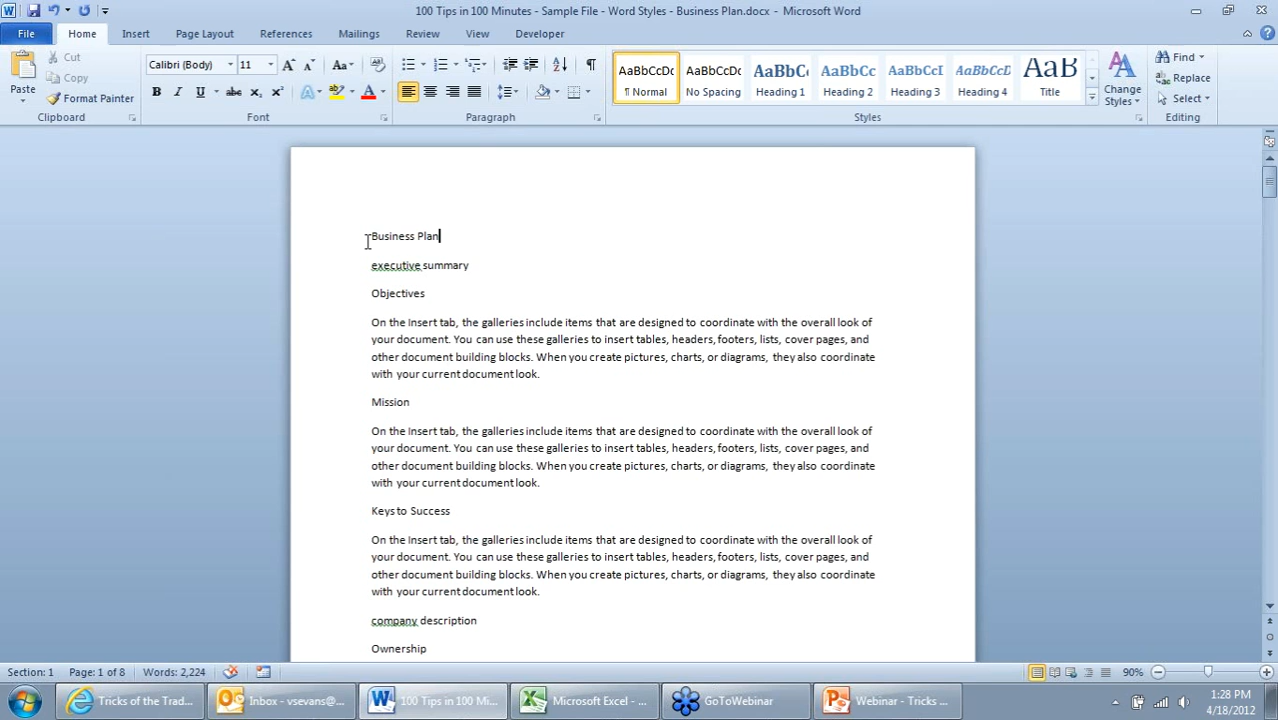 100 Tips in 100 Minutes - Sample File - Word Styles - Business Plan.docx - Microsoft Word
File Home Insert Page Layout References Mailings Review View Developer
Paste
Cut
Copy
Format Painter
Clipboard
Calibri (Body) 11
Font
Paragraph
AaBbCcDc AaBbCcDc AaBbCc AaBbCc AaBbCcI AaBbCcI AaB
¶ Normal No Spacing Heading 1 Heading 2 Heading 3 Heading 4 Title
Change Styles
Styles
Find
Replace
Select
Editing
Business Plan
executive summary
Objectives
On the Insert tab, the galleries include items that are designed to coordinate with the overall look of
your document. You can use these galleries to insert tables, headers, footers, lists, cover pages, and
other document building blocks. When you create pictures, charts, or diagrams, they also coordinate
with your current document look.
Mission
On the Insert tab, the galleries include items that are designed to coordinate with the overall look of
your document. You can use these galleries to insert tables, headers, footers, lists, cover pages, and
other document building blocks. When you create pictures, charts, or diagrams, they also coordinate
with your current document look.
Keys to Success
On the Insert tab, the galleries include items that are designed to coordinate with the overall look of
your document. You can use these galleries to insert tables, headers, footers, lists, cover pages, and
other document building blocks. When you create pictures, charts, or diagrams, they also coordinate
with your current document look.
company description
Ownership
Section: 1 Page: 1 of 8 Words: 2,224 90%
Tricks of the Trad... Inbox - vsevans@... 100 Tips in 100 Mi... Microsoft Excel - ... GoToWebinar Webinar - Tricks ...
1:28 PM
4/18/2012